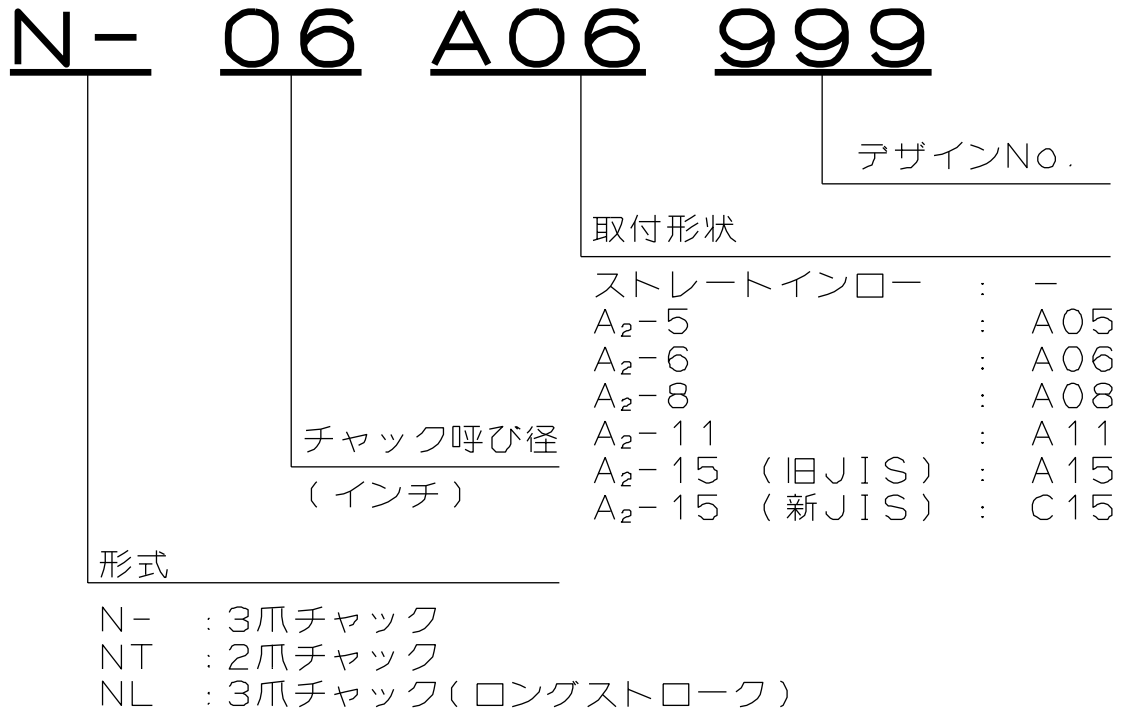 N- 06 A06 999
デザインNo.
取付形状
ストレートインロー : -
A₂-5 : A05
A₂-6 : A06
A₂-8 : A08
A₂-11 : A11
A₂-15 (旧JIS) : A15
A₂-15 (新JIS) : C15
チャック呼び径
(インチ)
形式
N- :3爪チャック
NT :2爪チャック
NL :3爪チャック(ロングストローク)